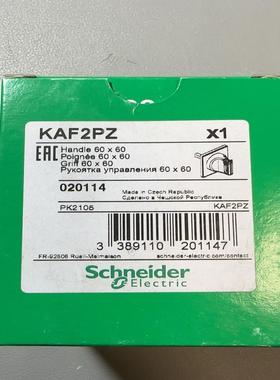 KAF2PZ x1
EAC Handle 60 x 60
Poignée 60 x 60
Griff 60 x 60
Рукоятка управления 60 x 60
020114 Made in Czech Republic
Сделано в Чешской Республике
PK2105 KAF2PZ
3 389110 201147
Schneider
Electric
FR-92506 Rueil-Malmaison schneider-electric.com/contact